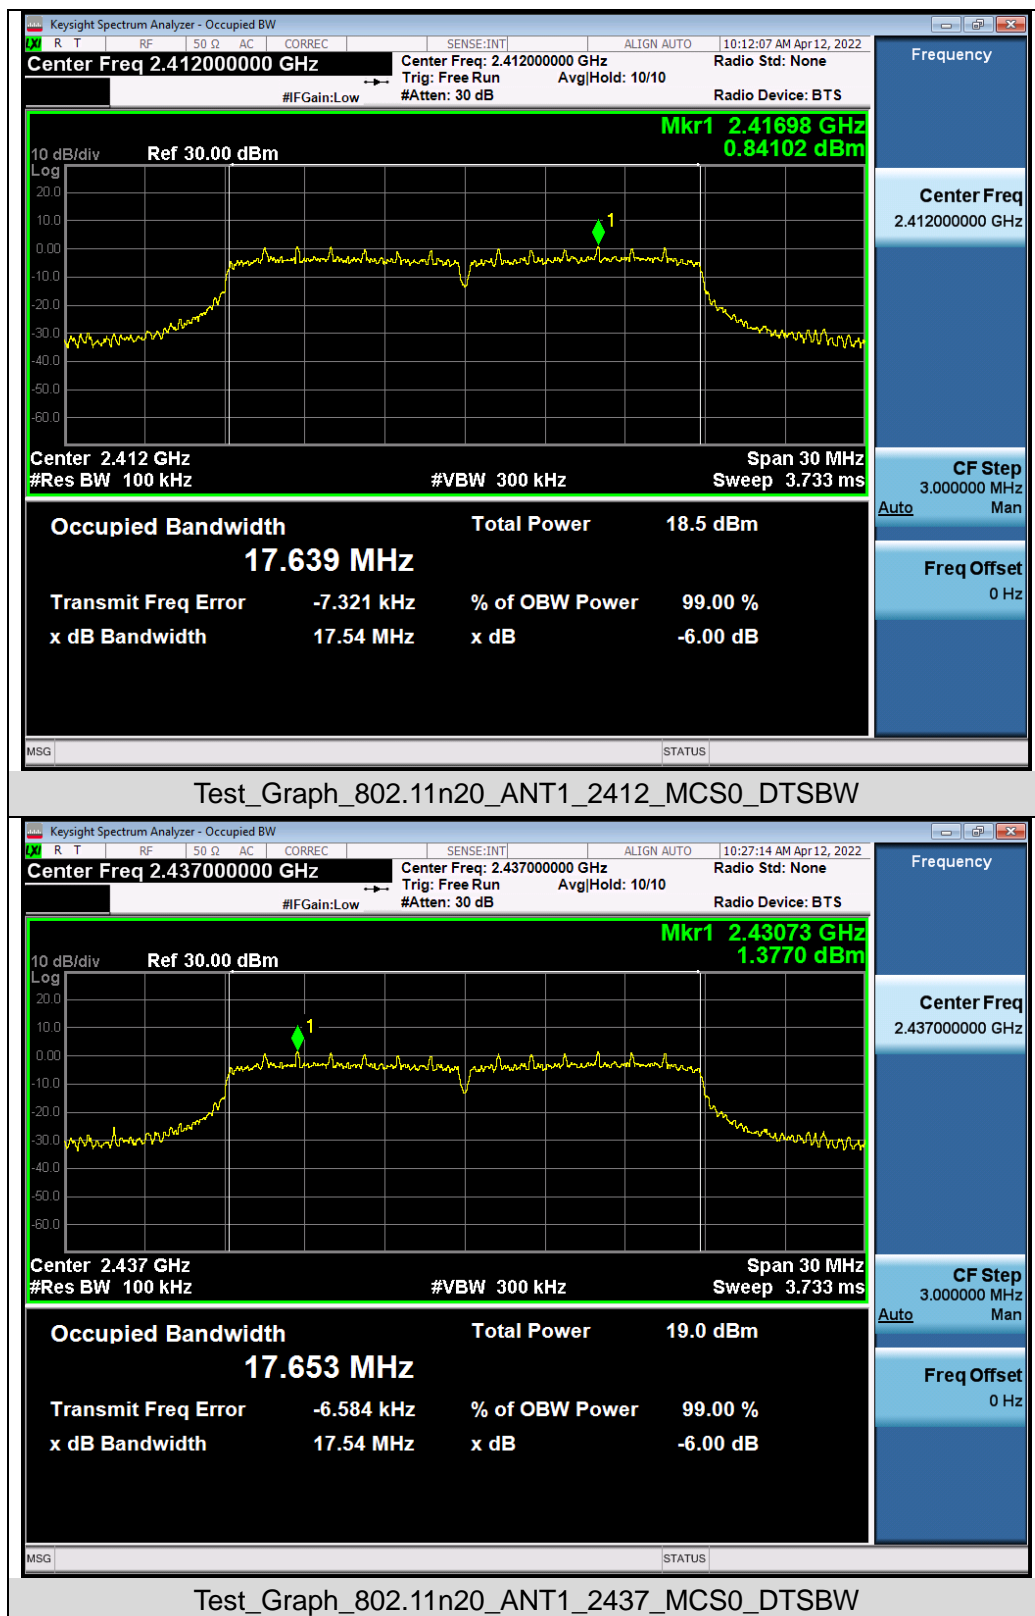 Keysight Spectrum Analyzer - Occupied BW
LXI R T RF 50 Ω AC CORREC SENSE:INT ALIGN AUTO 10:12:07 AM Apr 12, 2022
Center Freq 2.412000000 GHz Center Freq: 2.412000000 GHz Radio Std: None
Trig: Free Run Avg|Hold: 10/10
#IFGain:Low #Atten: 30 dB Radio Device: BTS
Frequency
Mkr1 2.41698 GHz
0.84102 dBm
10 dB/div Ref 30.00 dBm
Log
20.0
10.0
0.00
-10.0
-20.0
-30.0
-40.0
-50.0
-60.0
1
Center 2.412 GHz Span 30 MHz
#Res BW 100 kHz #VBW 300 kHz Sweep 3.733 ms
Center Freq
2.412000000 GHz
CF Step
3.000000 MHz
Auto Man
Freq Offset
0 Hz
Occupied Bandwidth Total Power 18.5 dBm
17.639 MHz
Transmit Freq Error -7.321 kHz % of OBW Power 99.00 %
x dB Bandwidth 17.54 MHz x dB -6.00 dB
MSG STATUS
Test_Graph_802.11n20_ANT1_2412_MCS0_DTSBW
Keysight Spectrum Analyzer - Occupied BW
LXI R T RF 50 Ω AC CORREC SENSE:INT ALIGN AUTO 10:27:14 AM Apr 12, 2022
Center Freq 2.437000000 GHz Center Freq: 2.437000000 GHz Radio Std: None
Trig: Free Run Avg|Hold: 10/10
#IFGain:Low #Atten: 30 dB Radio Device: BTS
Frequency
Mkr1 2.43073 GHz
1.3770 dBm
10 dB/div Ref 30.00 dBm
Log
20.0
10.0
0.00
-10.0
-20.0
-30.0
-40.0
-50.0
-60.0
1
Center 2.437 GHz Span 30 MHz
#Res BW 100 kHz #VBW 300 kHz Sweep 3.733 ms
Center Freq
2.437000000 GHz
CF Step
3.000000 MHz
Auto Man
Freq Offset
0 Hz
Occupied Bandwidth Total Power 19.0 dBm
17.653 MHz
Transmit Freq Error -6.584 kHz % of OBW Power 99.00 %
x dB Bandwidth 17.54 MHz x dB -6.00 dB
MSG STATUS
Test_Graph_802.11n20_ANT1_2437_MCS0_DTSBW